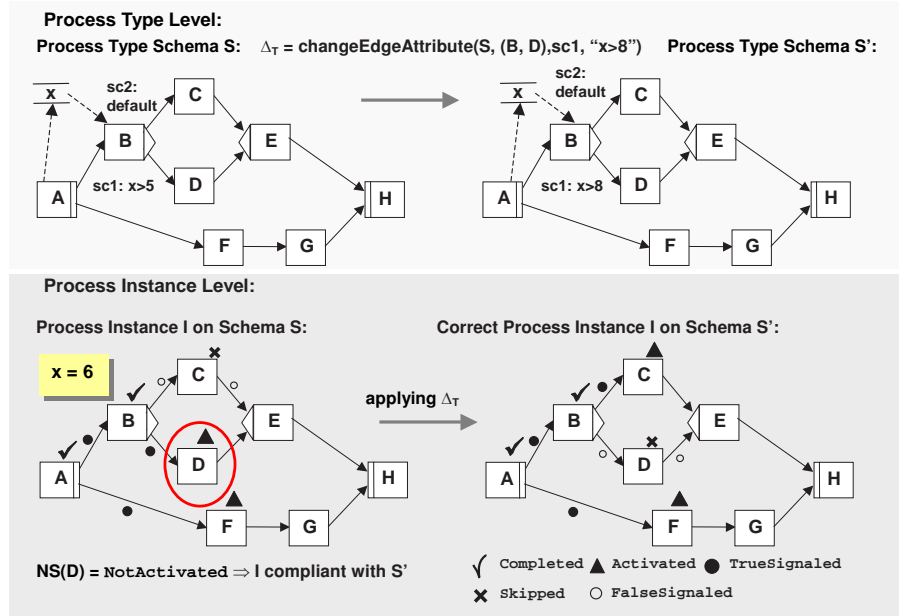 Process Type Level:
Process Type Schema S: ΔT = changeEdgeAttribute(S, (B, D),sc1, “x>8”) Process Type Schema S’:
x
sc2:
default
C
B
E
D
sc1: x>5
A
H
F
G
x
sc2:
default
C
B
E
D
sc1: x>8
A
H
F
G
Process Instance Level:
Process Instance I on Schema S:
Correct Process Instance I on Schema S’:
x = 6
C
B
E
D
A
H
F
G
applying ΔT
C
B
E
D
A
H
F
G
NS(D) = NotActivated ⇒ I compliant with S’
Completed
Activated
TrueSignaled
Skipped
FalseSignaled